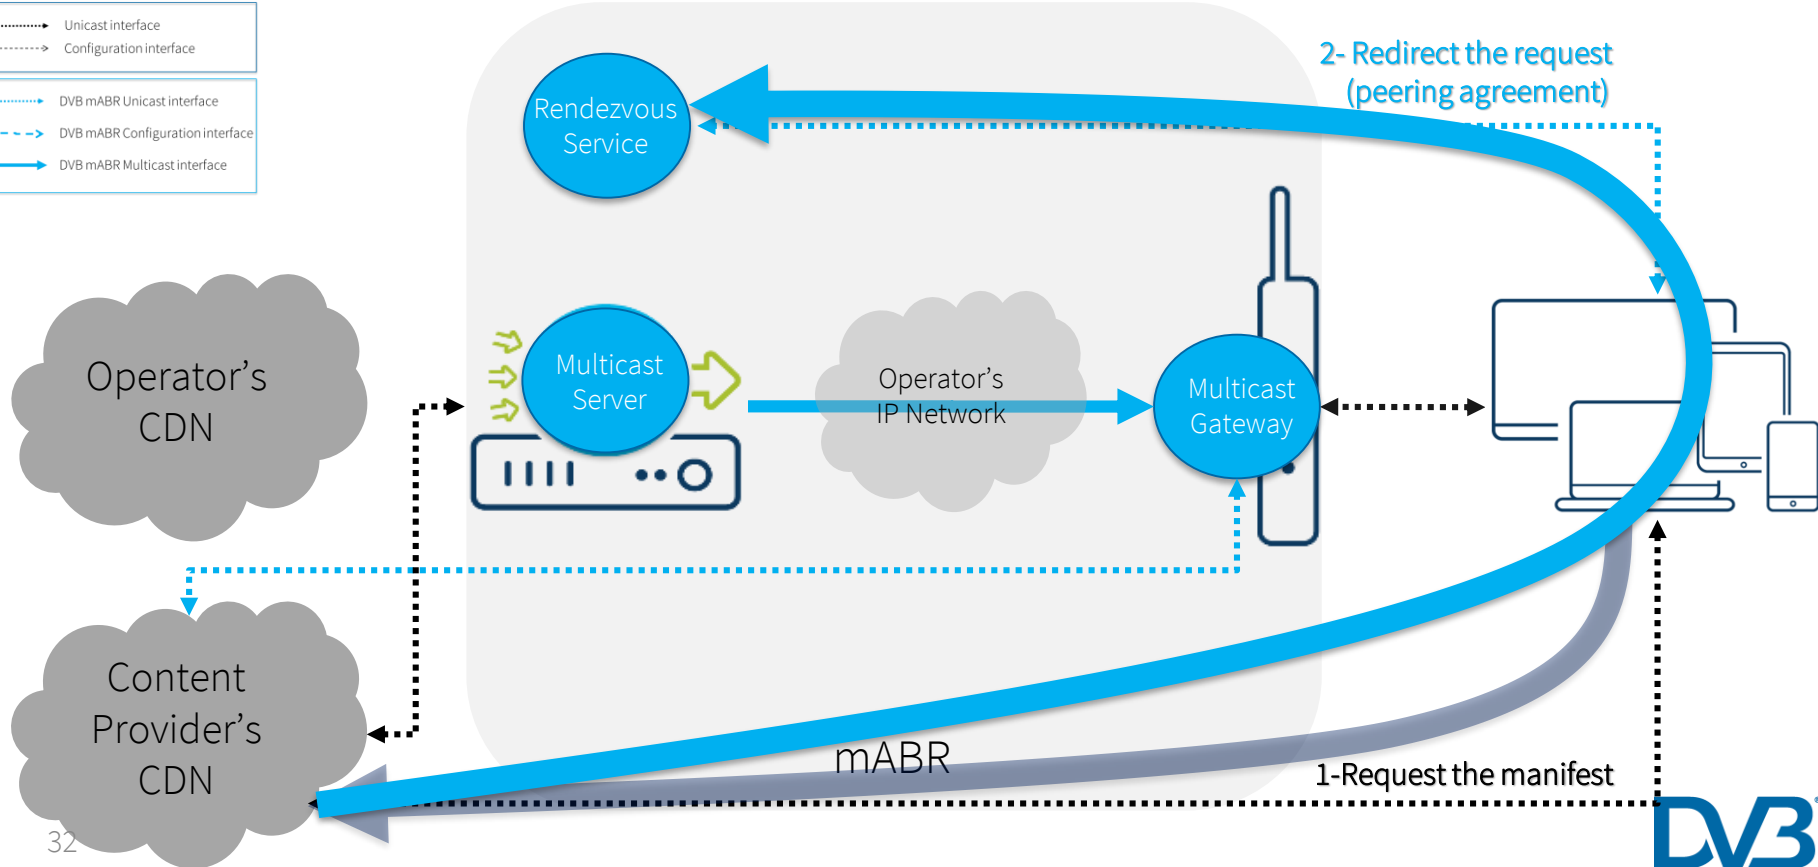 Unicast interface
Configuration interface
DVB mABR Unicast interface
DVB mABR Configuration interface
DVB mABR Multicast interface
2- Redirect the request
(peering agreement)
Rendezvous
Service
Operator’s
CDN
Multicast
Server
Operator’s
IP Network
Multicast
Gateway
Content
Provider’s
CDN
mABR
1-Request the manifest
32
DVB®